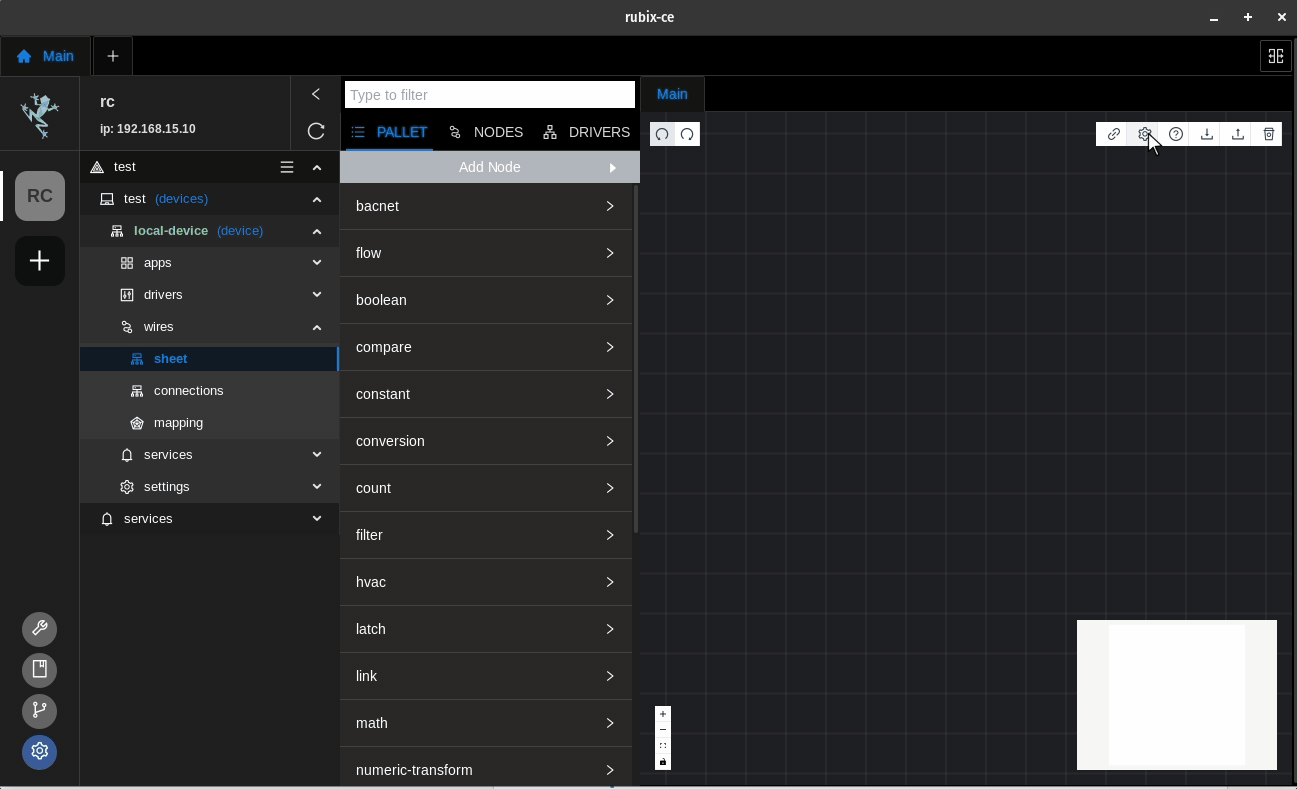 rubix-ce
Main
rc
ip: 192.168.15.10
RC
test
test (devices)
local-device (device)
apps
drivers
wires
sheet
connections
mapping
services
settings
services
Type to filter
PALLET NODES DRIVERS
Add Node
bacnet
flow
boolean
compare
constant
conversion
count
filter
hvac
latch
link
math
numeric-transform
Main